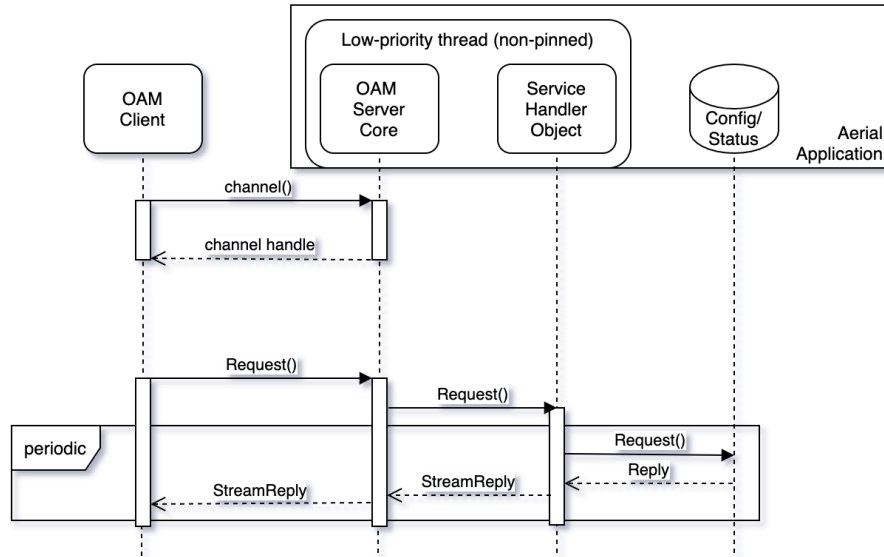 Low-priority thread (non-pinned)
OAM
Client
OAM
Server
Core
Service
Handler
Object
Config/
Status
Aerial
Application
channel()
channel handle
Request()
Request()
periodic
Request()
Reply
StreamReply
StreamReply